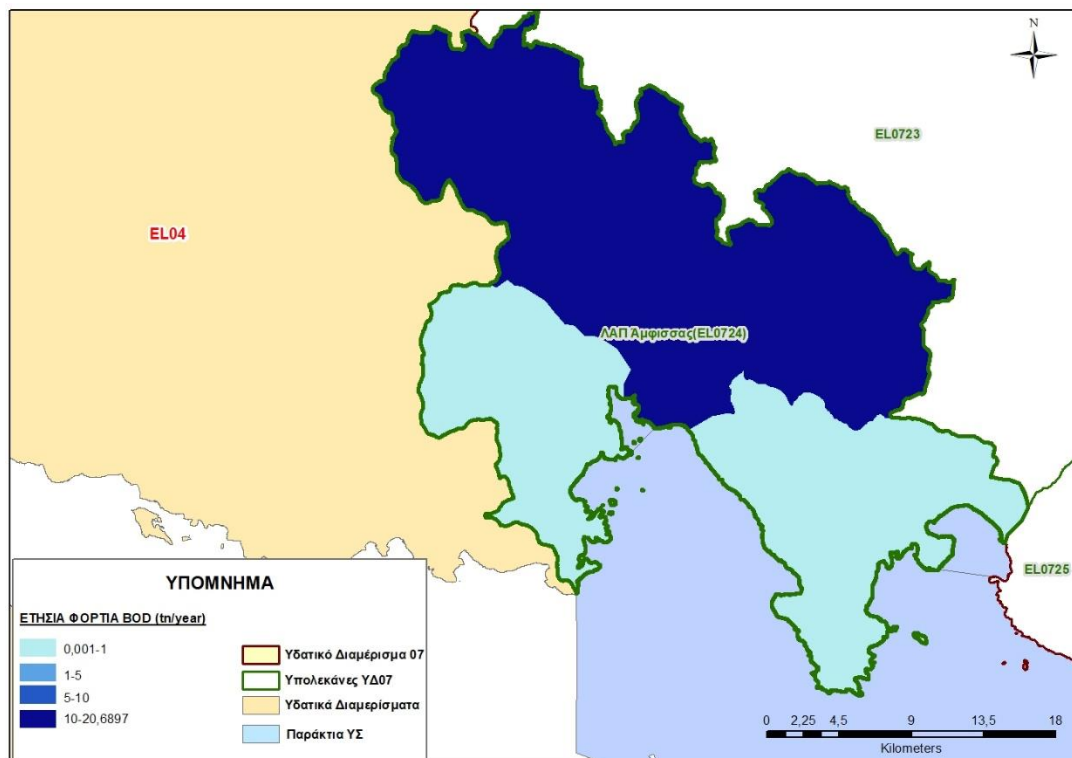 N
EL0723
EL04
ΛΑΠ Άμφισσας(EL0724)
EL0725
ΥΠΟΜΝΗΜΑ
ΕΤΗΣΙΑ ΦΟΡΤΙΑ BOD (tn/year)
0,001-1
1-5
5-10
10-20,6897
Υδατικό Διαμέρισμα 07
Υπολεκάνες ΥΔ07
Υδατικά Διαμερίσματα
Παράκτια ΥΣ
0 2,25 4,5 9 13,5 18
Kilometers